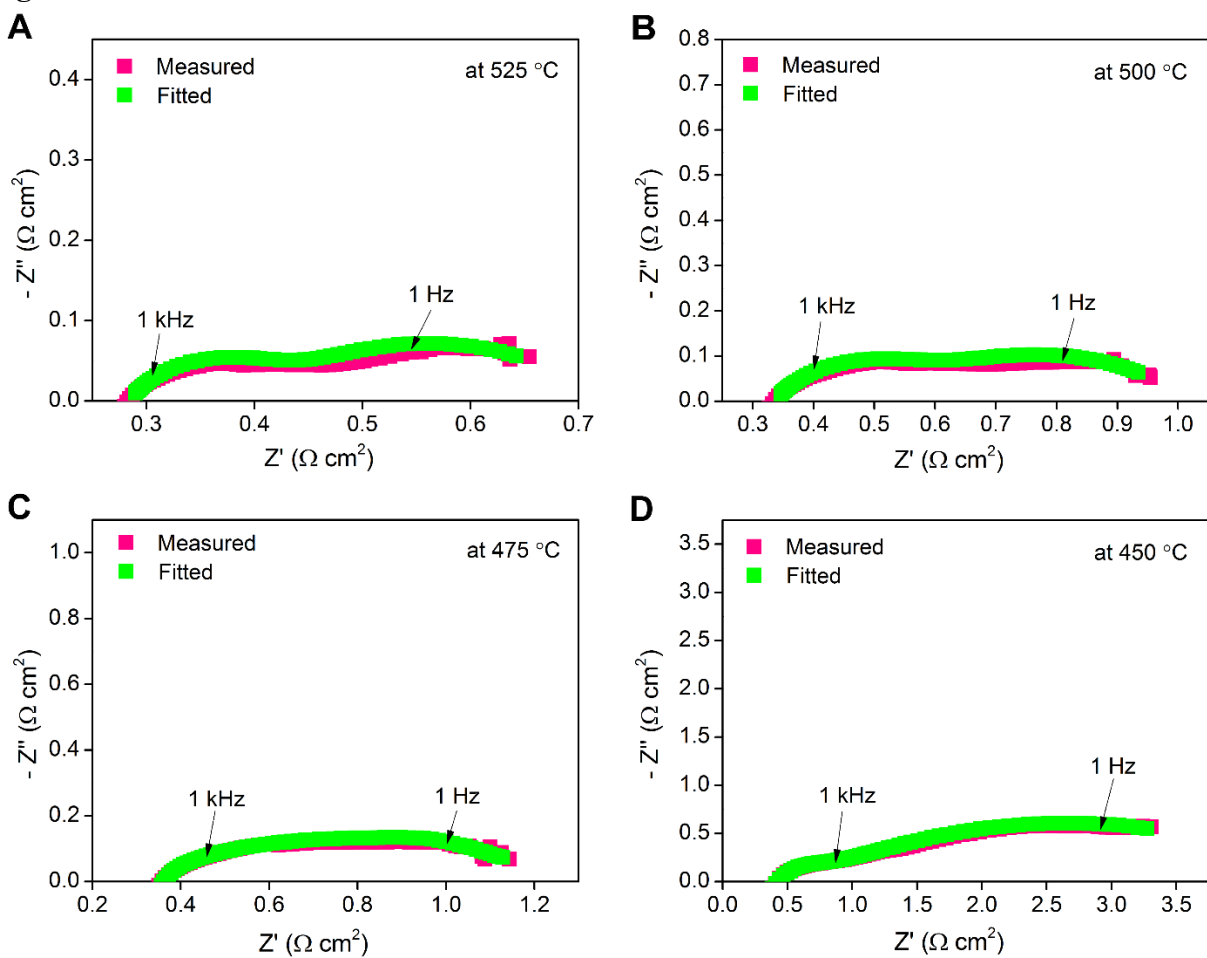 A
Measured
Fitted
at 525 °C
0.4
0.3
0.2
0.1
0.0
- Z" (Ω cm²)
1 kHz
1 Hz
0.3
0.4
0.5
0.6
0.7
Z' (Ω cm²)
B
Measured
Fitted
at 500 °C
0.8
0.7
0.6
0.5
0.4
0.3
0.2
0.1
0.0
- Z" (Ω cm²)
1 kHz
1 Hz
0.3
0.4
0.5
0.6
0.7
0.8
0.9
1.0
Z' (Ω cm²)
C
Measured
Fitted
at 475 °C
1.0
0.8
0.6
0.4
0.2
0.0
- Z" (Ω cm²)
1 kHz
1 Hz
0.2
0.4
0.6
0.8
1.0
1.2
Z' (Ω cm²)
D
Measured
Fitted
at 450 °C
3.5
3.0
2.5
2.0
1.5
1.0
0.5
0.0
- Z" (Ω cm²)
1 kHz
1 Hz
0.0
0.5
1.0
1.5
2.0
2.5
3.0
3.5
Z' (Ω cm²)